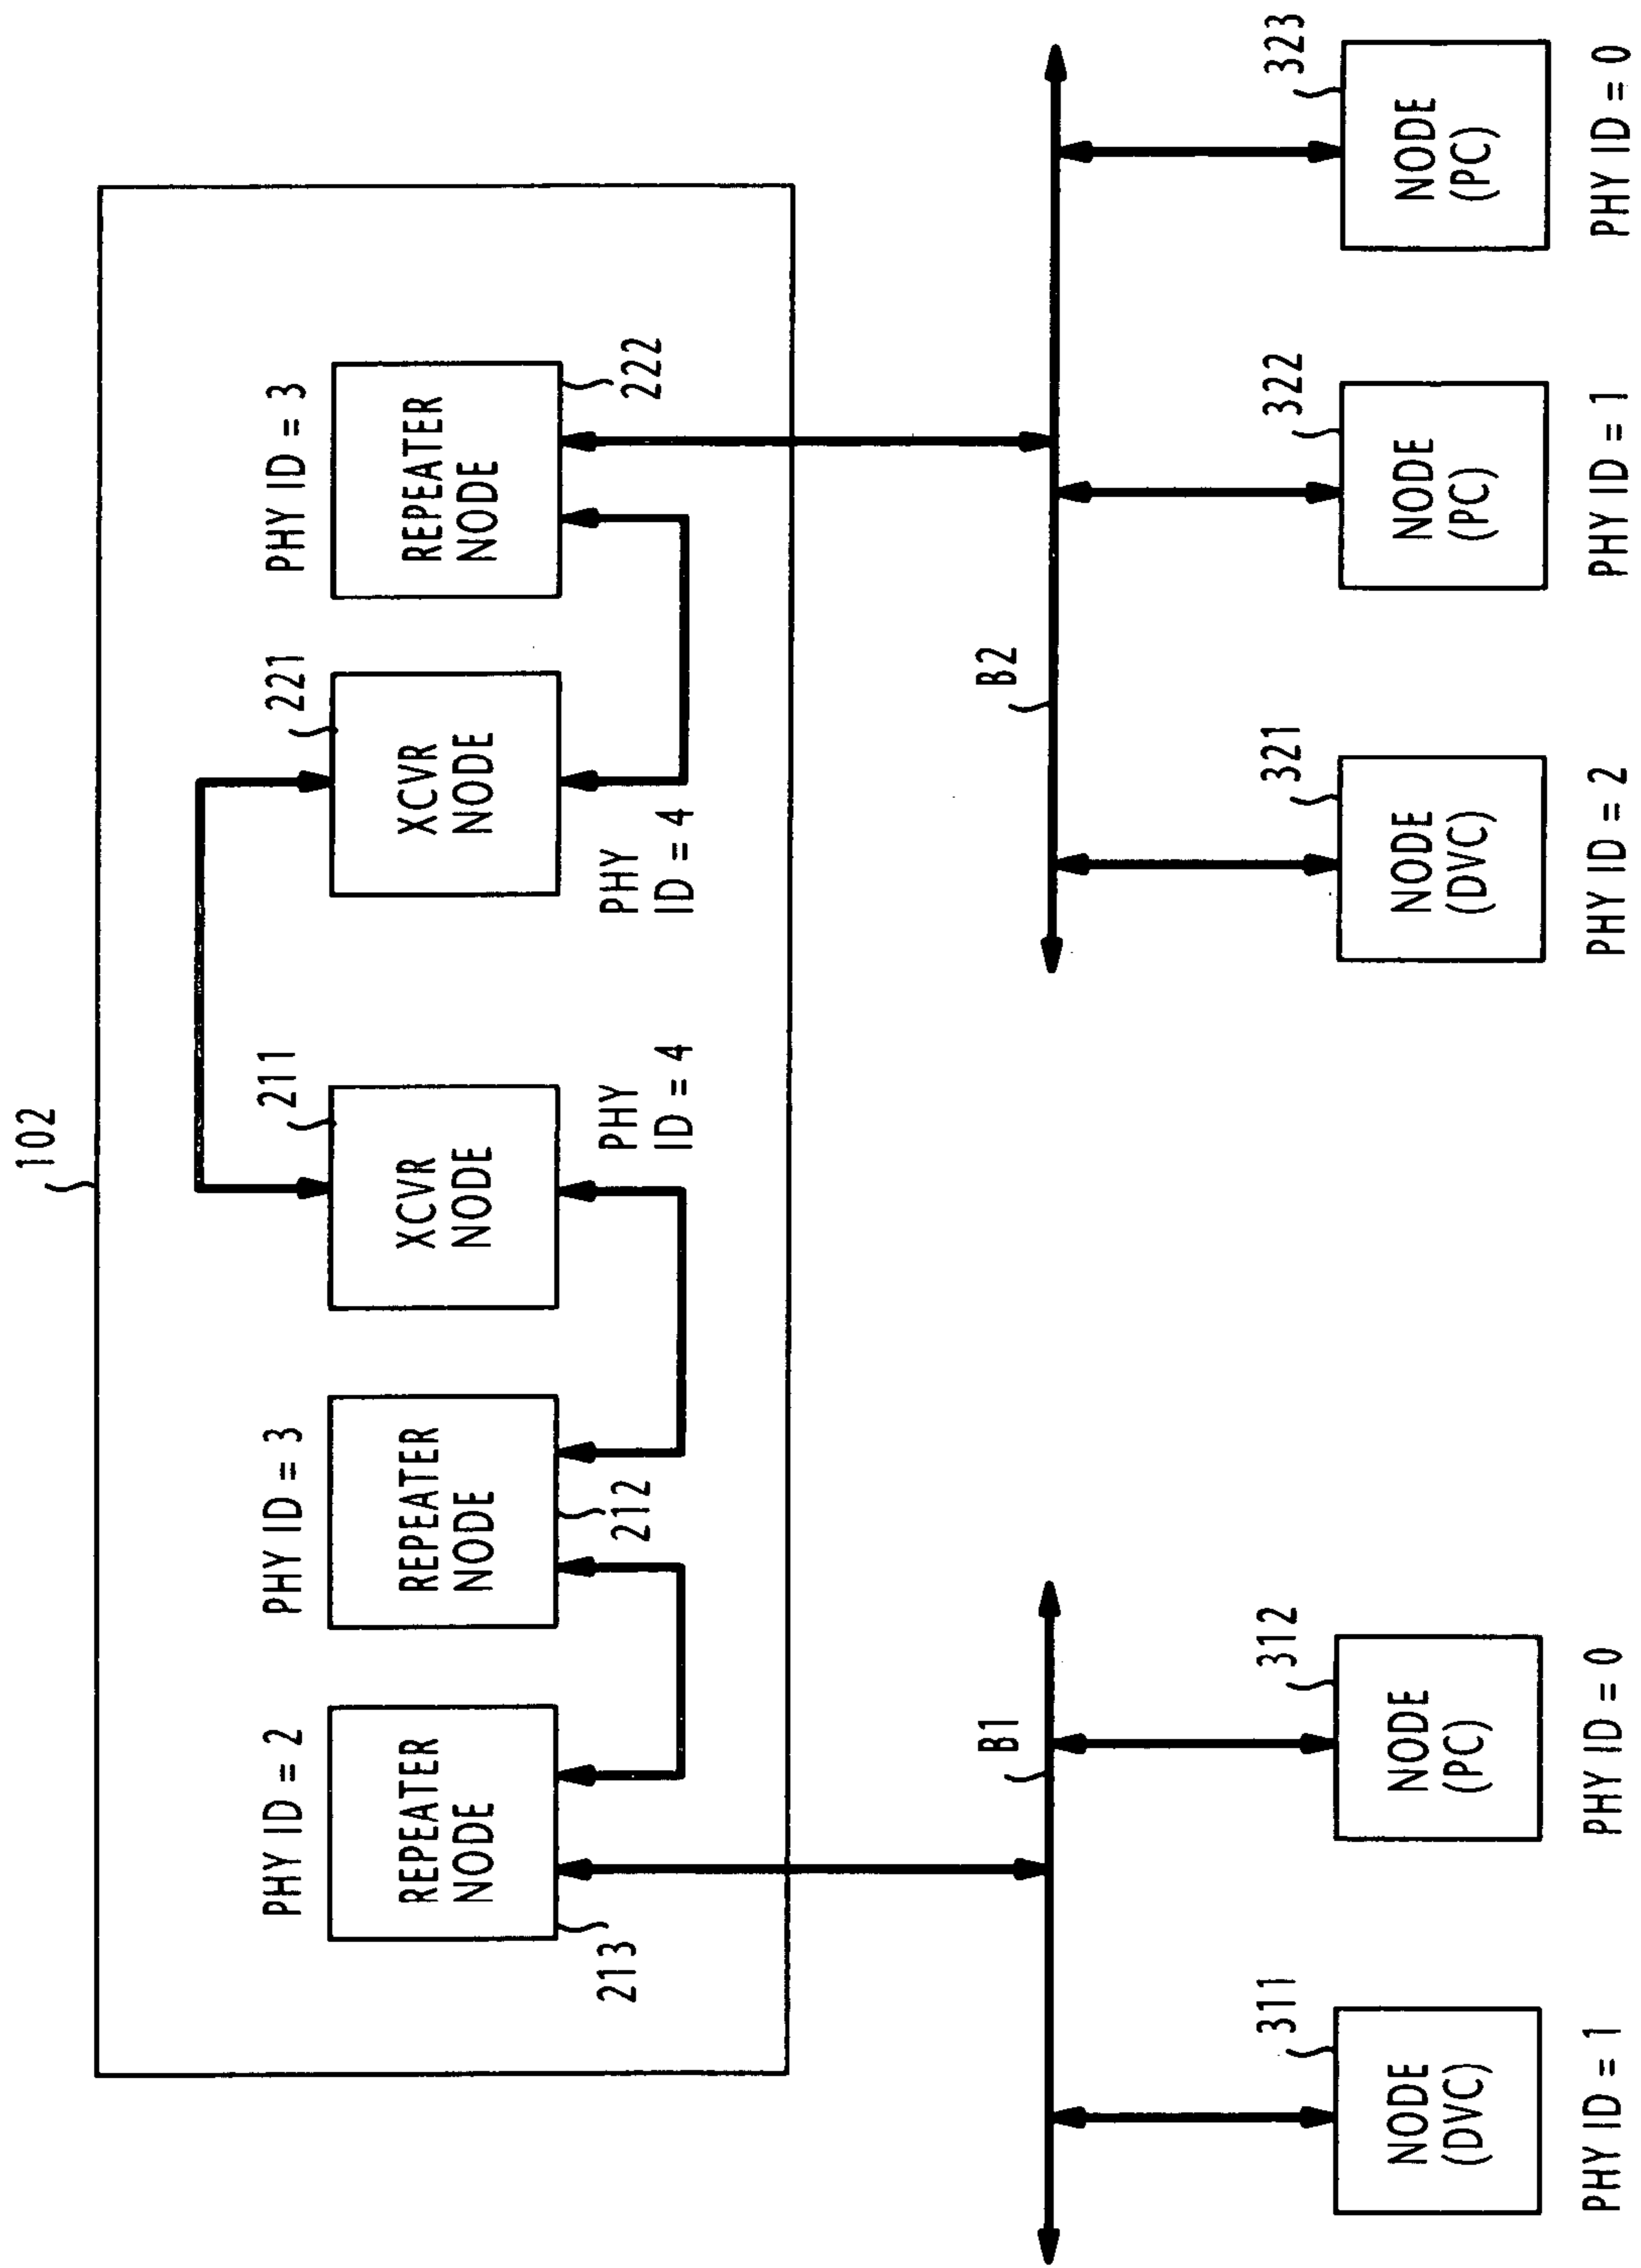 102
211
221
PHY ID = 2
PHY ID = 3
PHY ID = 3
REPEATER
NODE
REPEATER
NODE
XCVR
NODE
XCVR
NODE
REPEATER
NODE
213
212
PHY
ID = 4
PHY
ID = 4
222
B1
B2
311
312
321
322
323
NODE
(DVC)
NODE
(PC)
NODE
(DVC)
NODE
(PC)
NODE
(PC)
PHY ID = 1
PHY ID = 0
PHY ID = 2
PHY ID = 1
PHY ID = 0